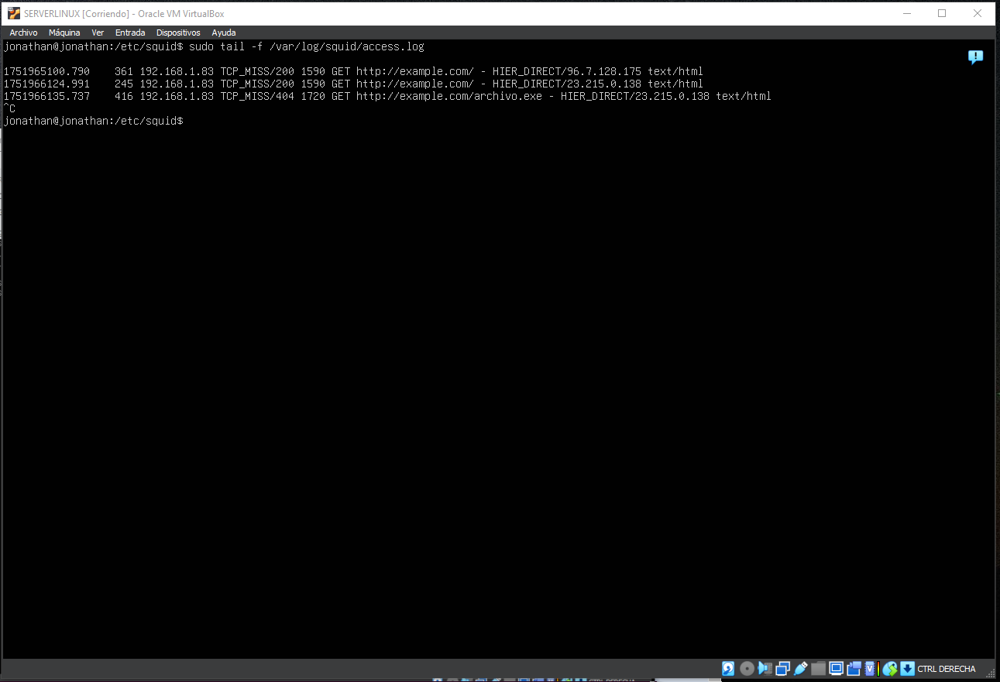 SERVERLINUX [Corriendo] - Oracle VM VirtualBox
Archivo Máquina Ver Entrada Dispositivos Ayuda
jonathan@jonathan:/etc/squid$ sudo tail -f /var/log/squid/access.log
1751965100.790    361 192.168.1.83 TCP_MISS/200 1590 GET http://example.com/ - HIER_DIRECT/96.7.128.175 text/html
1751966124.991    245 192.168.1.83 TCP_MISS/200 1590 GET http://example.com/ - HIER_DIRECT/23.215.0.138 text/html
1751966135.737    416 192.168.1.83 TCP_MISS/404 1720 GET http://example.com/archivo.exe - HIER_DIRECT/23.215.0.138 text/html
^C
jonathan@jonathan:/etc/squid$
CTRL DERECHA